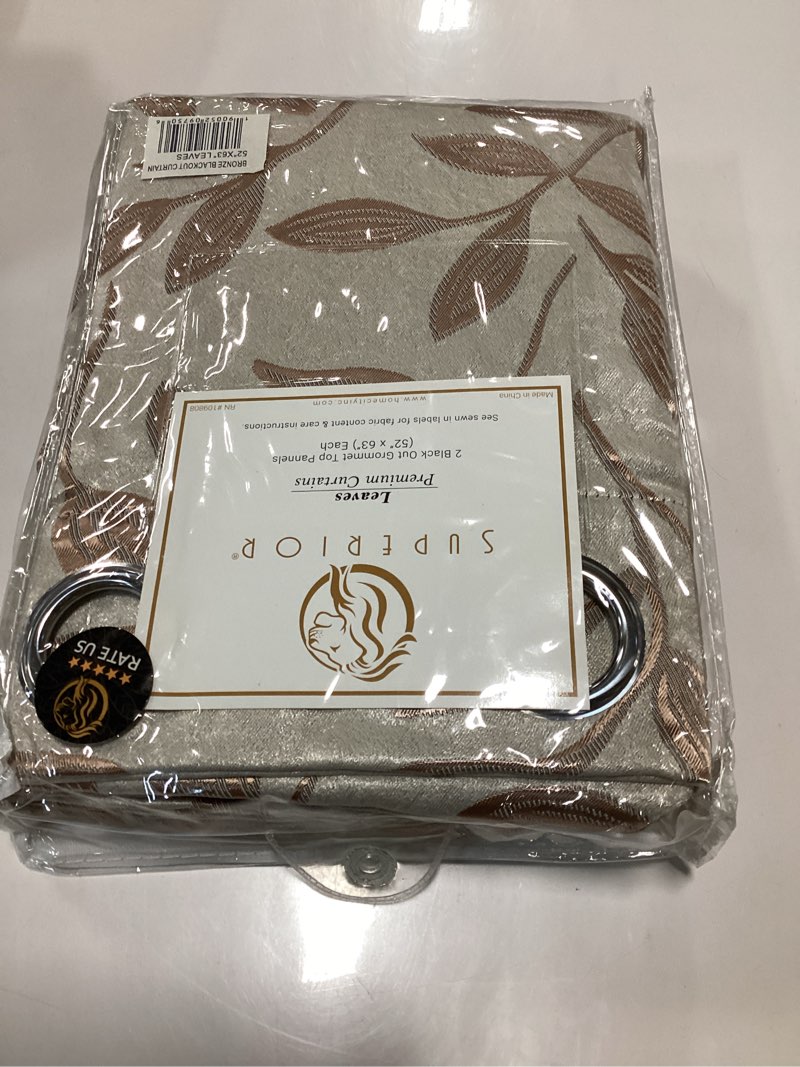 SUPERIOR®
Leaves
Premium Curtains
2 Black Out Grommet Top Pannels
(52" x 63") Each
See sewn in labels for fabric content & care instructions.
Made in China
www.homecityinc.com
RN #109808
RATE US
BRONZE BLACKOUT CURTAIN
52"X63" LEAVES